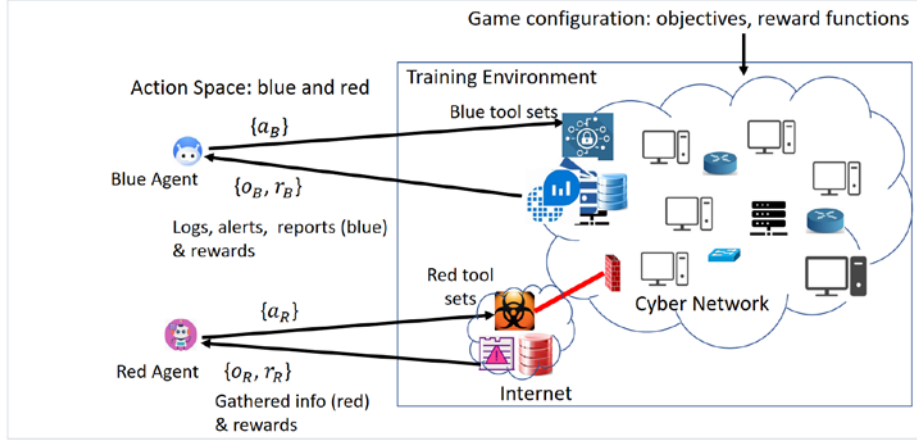 Game configuration: objectives, reward functions
Training Environment
Action Space: blue and red
Blue tool sets
{a_B}
Blue Agent
{o_B, r_B}
Logs, alerts, reports (blue)
& rewards
Red tool
sets
Cyber Network
{a_R}
Red Agent
{o_R, r_R}
Internet
Gathered info (red)
& rewards